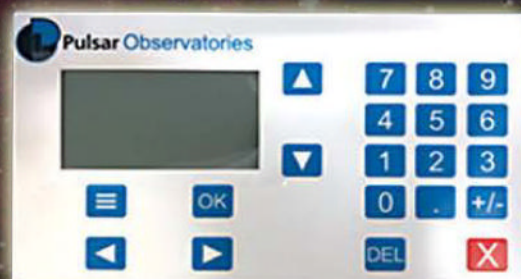 Pulsar Observatories
7 8 9
4 5 6
1 2 3
OK 0 . +/-
DEL X